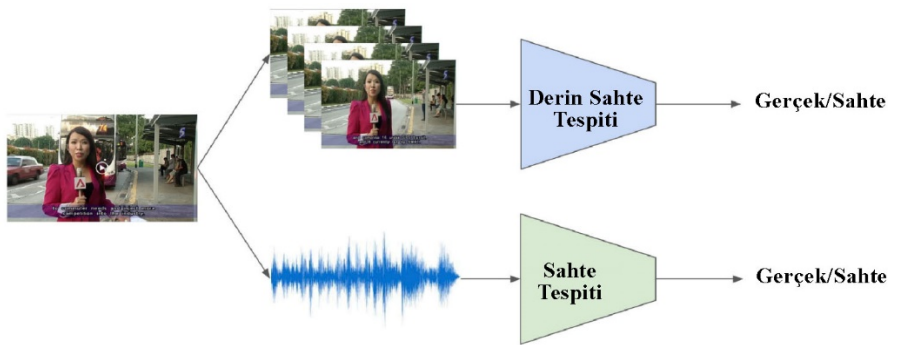 Derin Sahte
Tespiti
Gerçek/Sahte
Sahte
Tespiti
Gerçek/Sahte